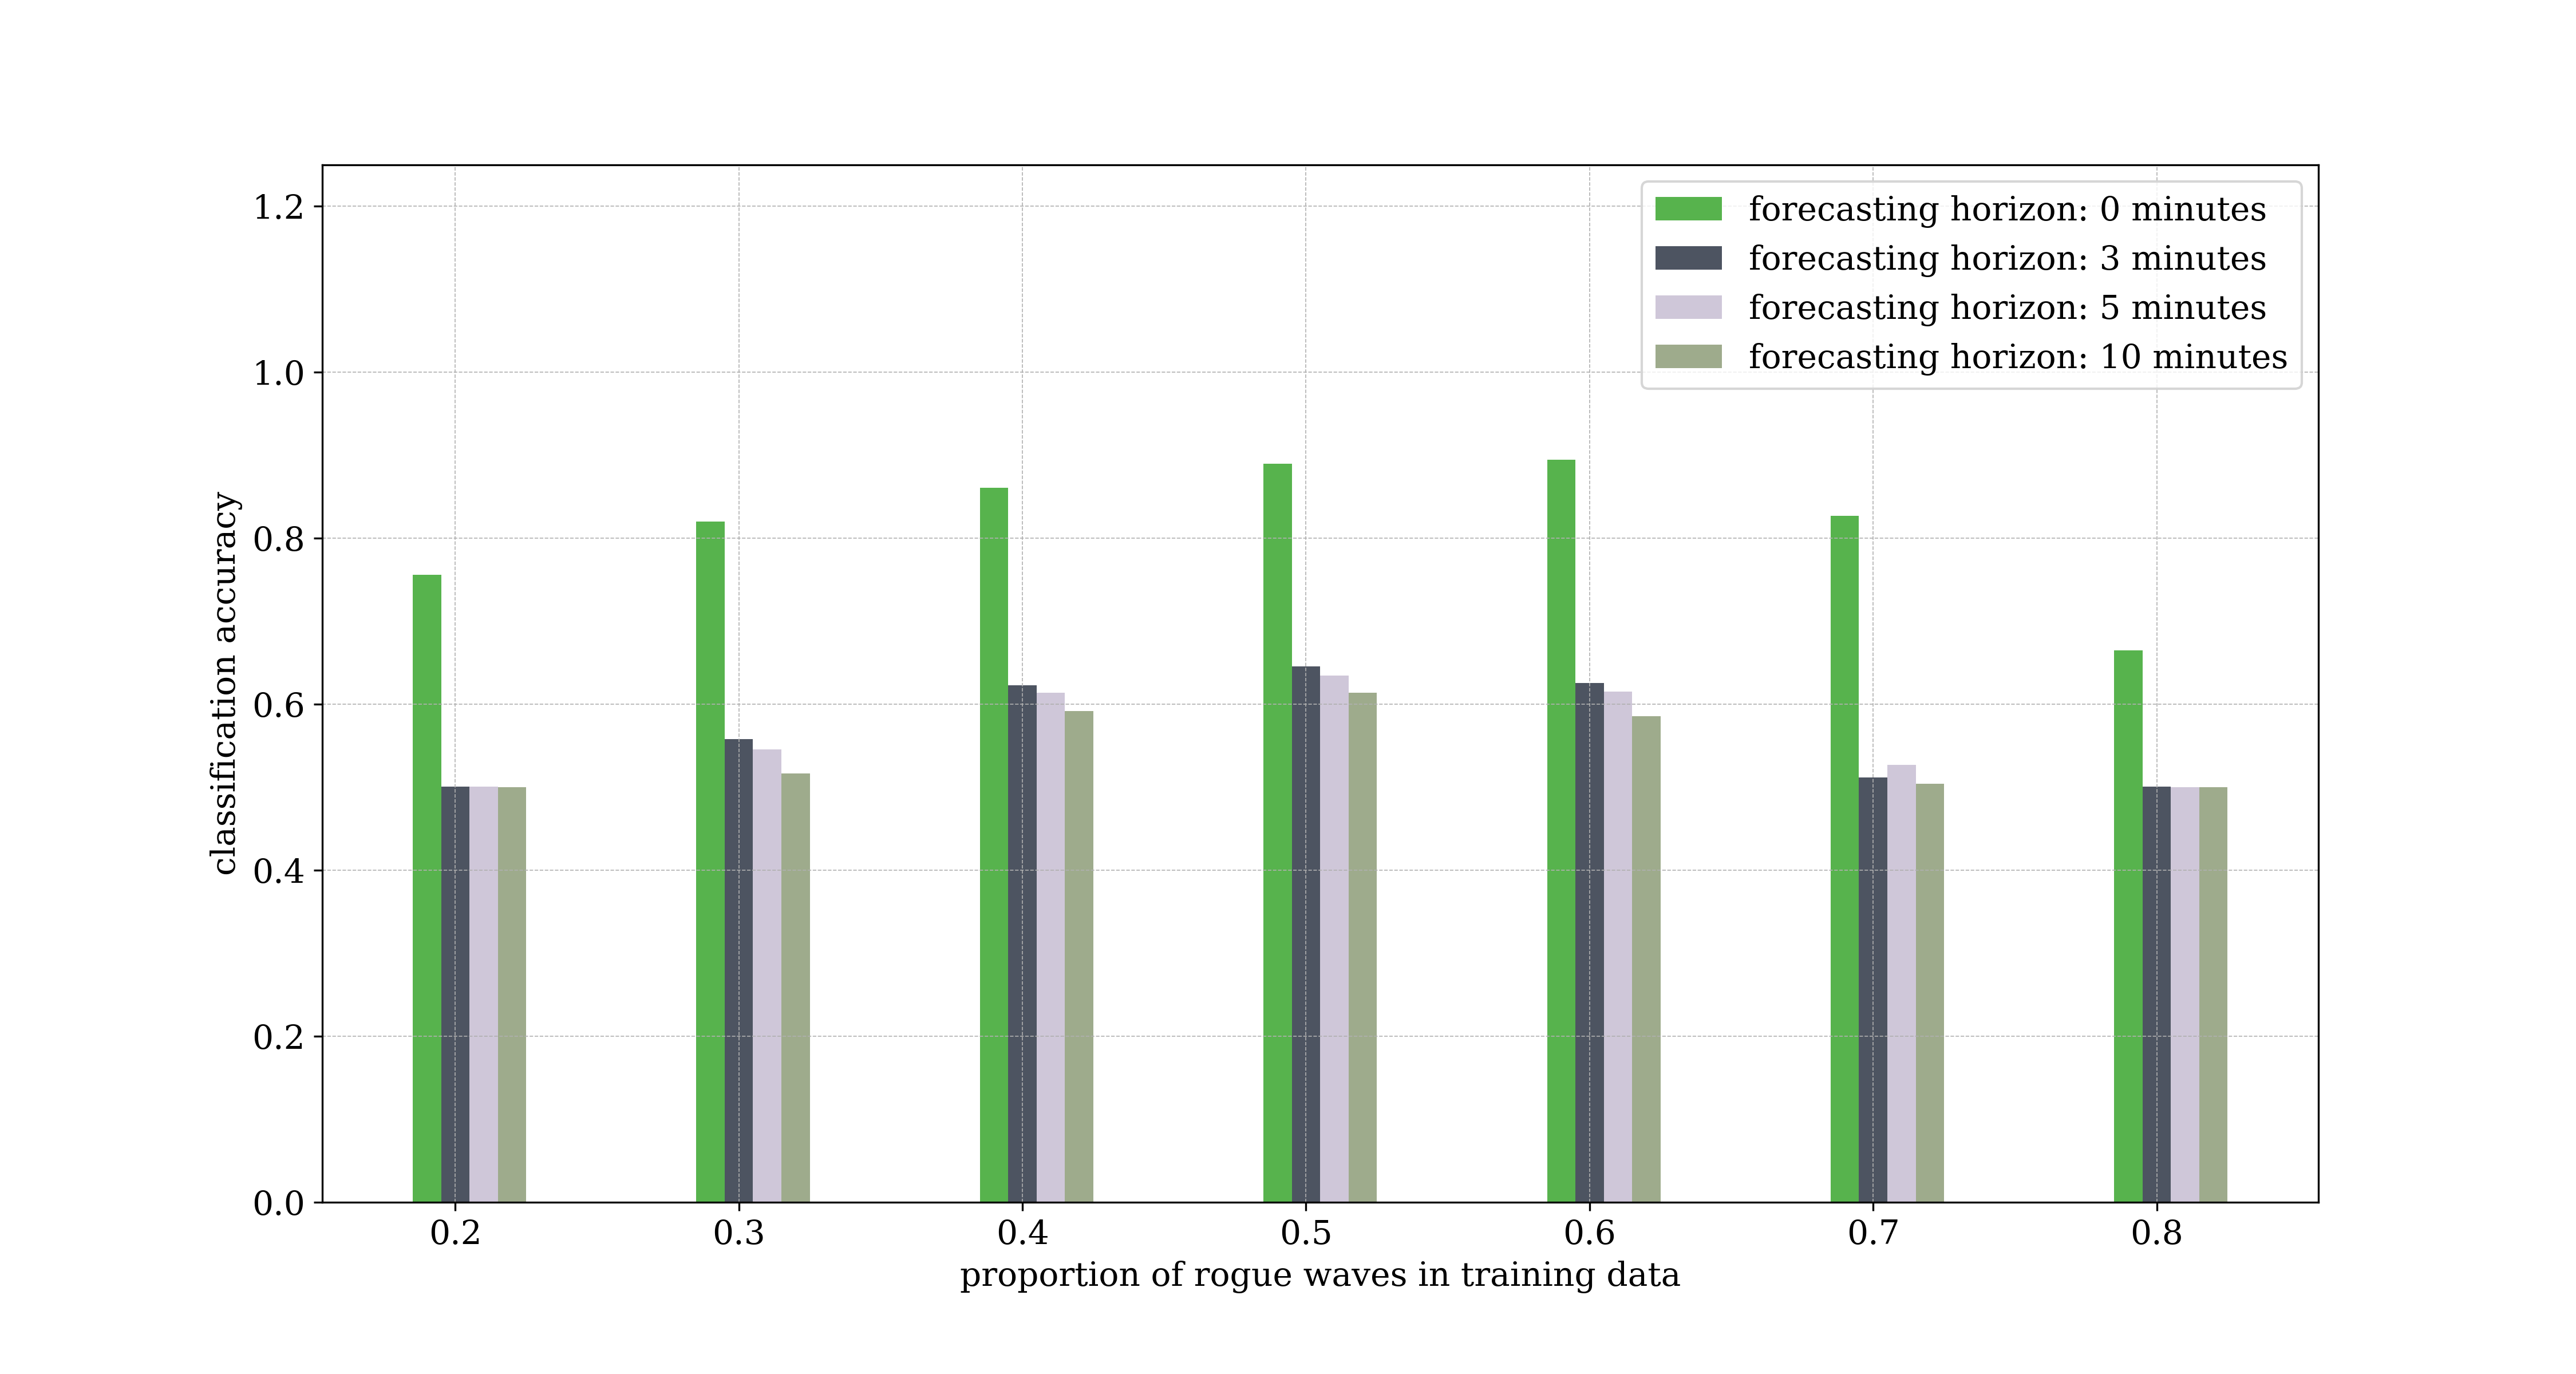 forecasting horizon: 0 minutes
forecasting horizon: 3 minutes
forecasting horizon: 5 minutes
forecasting horizon: 10 minutes
classification accuracy
1.2
1.0
0.8
0.6
0.4
0.2
0.0
0.2 0.3 0.4 0.5 0.6 0.7 0.8
proportion of rogue waves in training data